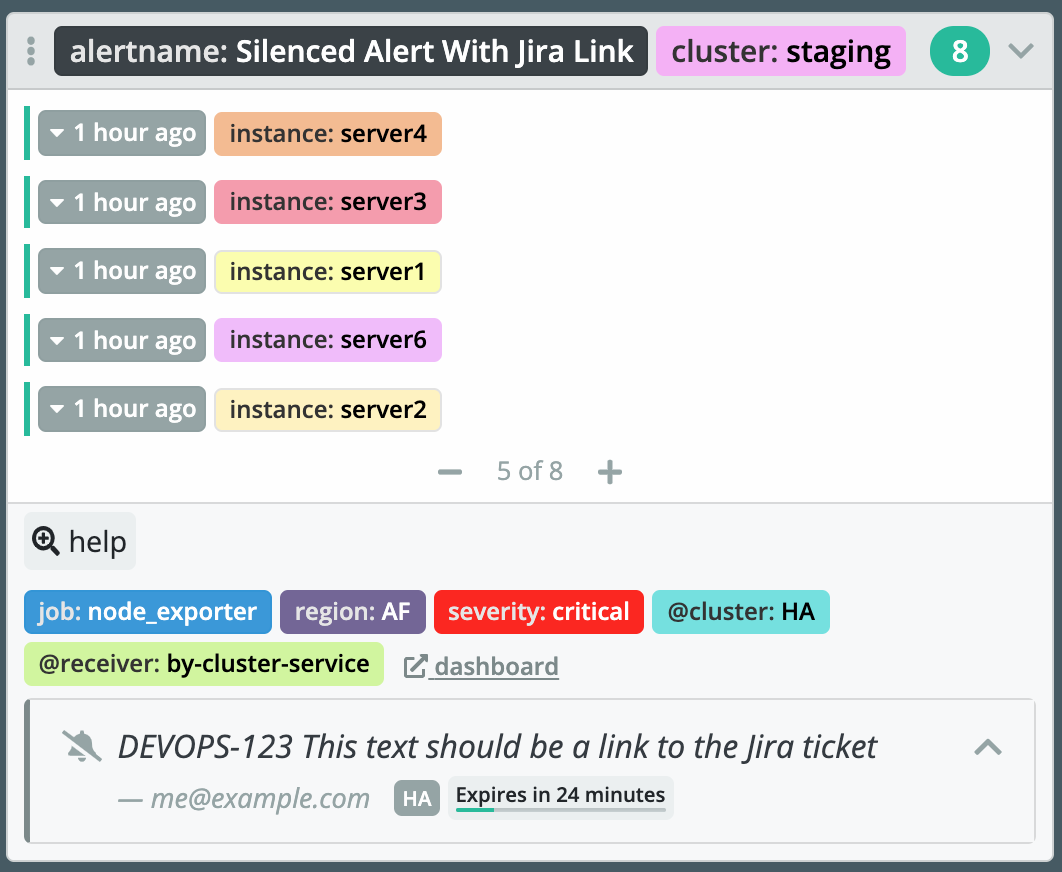 alertname: Silenced Alert With Jira Link cluster: staging 8
1 hour ago instance: server4
1 hour ago instance: server3
1 hour ago instance: server1
1 hour ago instance: server6
1 hour ago instance: server2
5 of 8
help
job: node_exporter region: AF severity: critical @cluster: HA
@receiver: by-cluster-service dashboard
DEVOPS-123 This text should be a link to the Jira ticket
— me@example.com HA Expires in 24 minutes